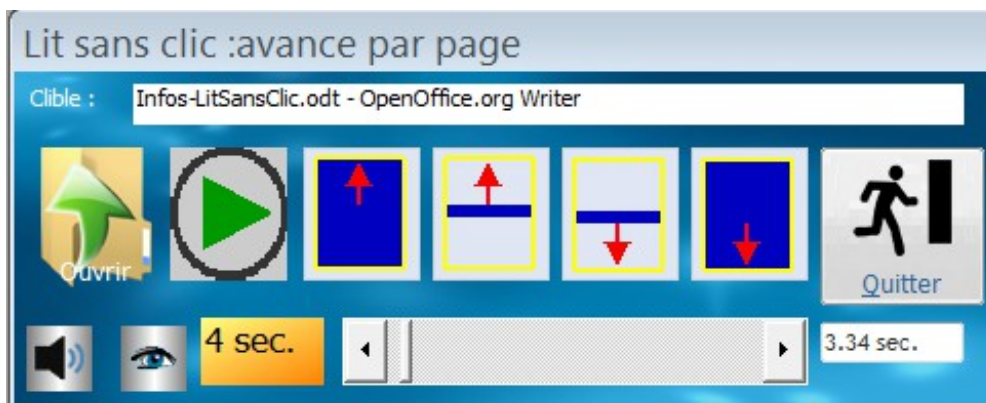 Lit sans clic :avance par page
Clible :
Infos-LitSansClic.odt - OpenOffice.org Writer
Ouvrir
Quitter
4 sec.
3.34 sec.